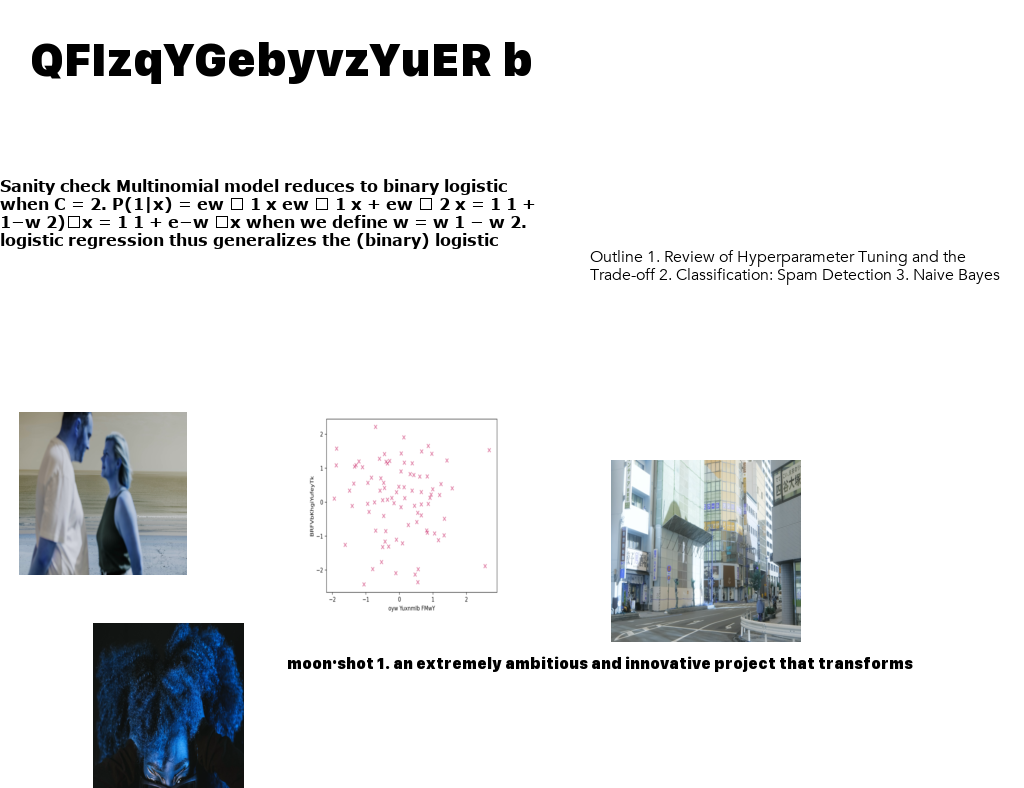 QFIzqYGebyvzYuER b
Sanity check Multinomial model reduces to binary logistic
when C = 2. P(1|x) = ew □ 1 x ew □ 1 x + ew □ 2 x = 1 1 +
1−w 2)□x = 1 1 + e−w □x when we define w = w 1 − w 2.
logistic regression thus generalizes the (binary) logistic
Outline 1. Review of Hyperparameter Tuning and the
Trade-off 2. Classification: Spam Detection 3. Naive Bayes
2
1
0
−1
−2
−2 −1 0 1 2
oyw Yuxnmlb FMwY
moon·shot 1. an extremely ambitious and innovative project that transforms